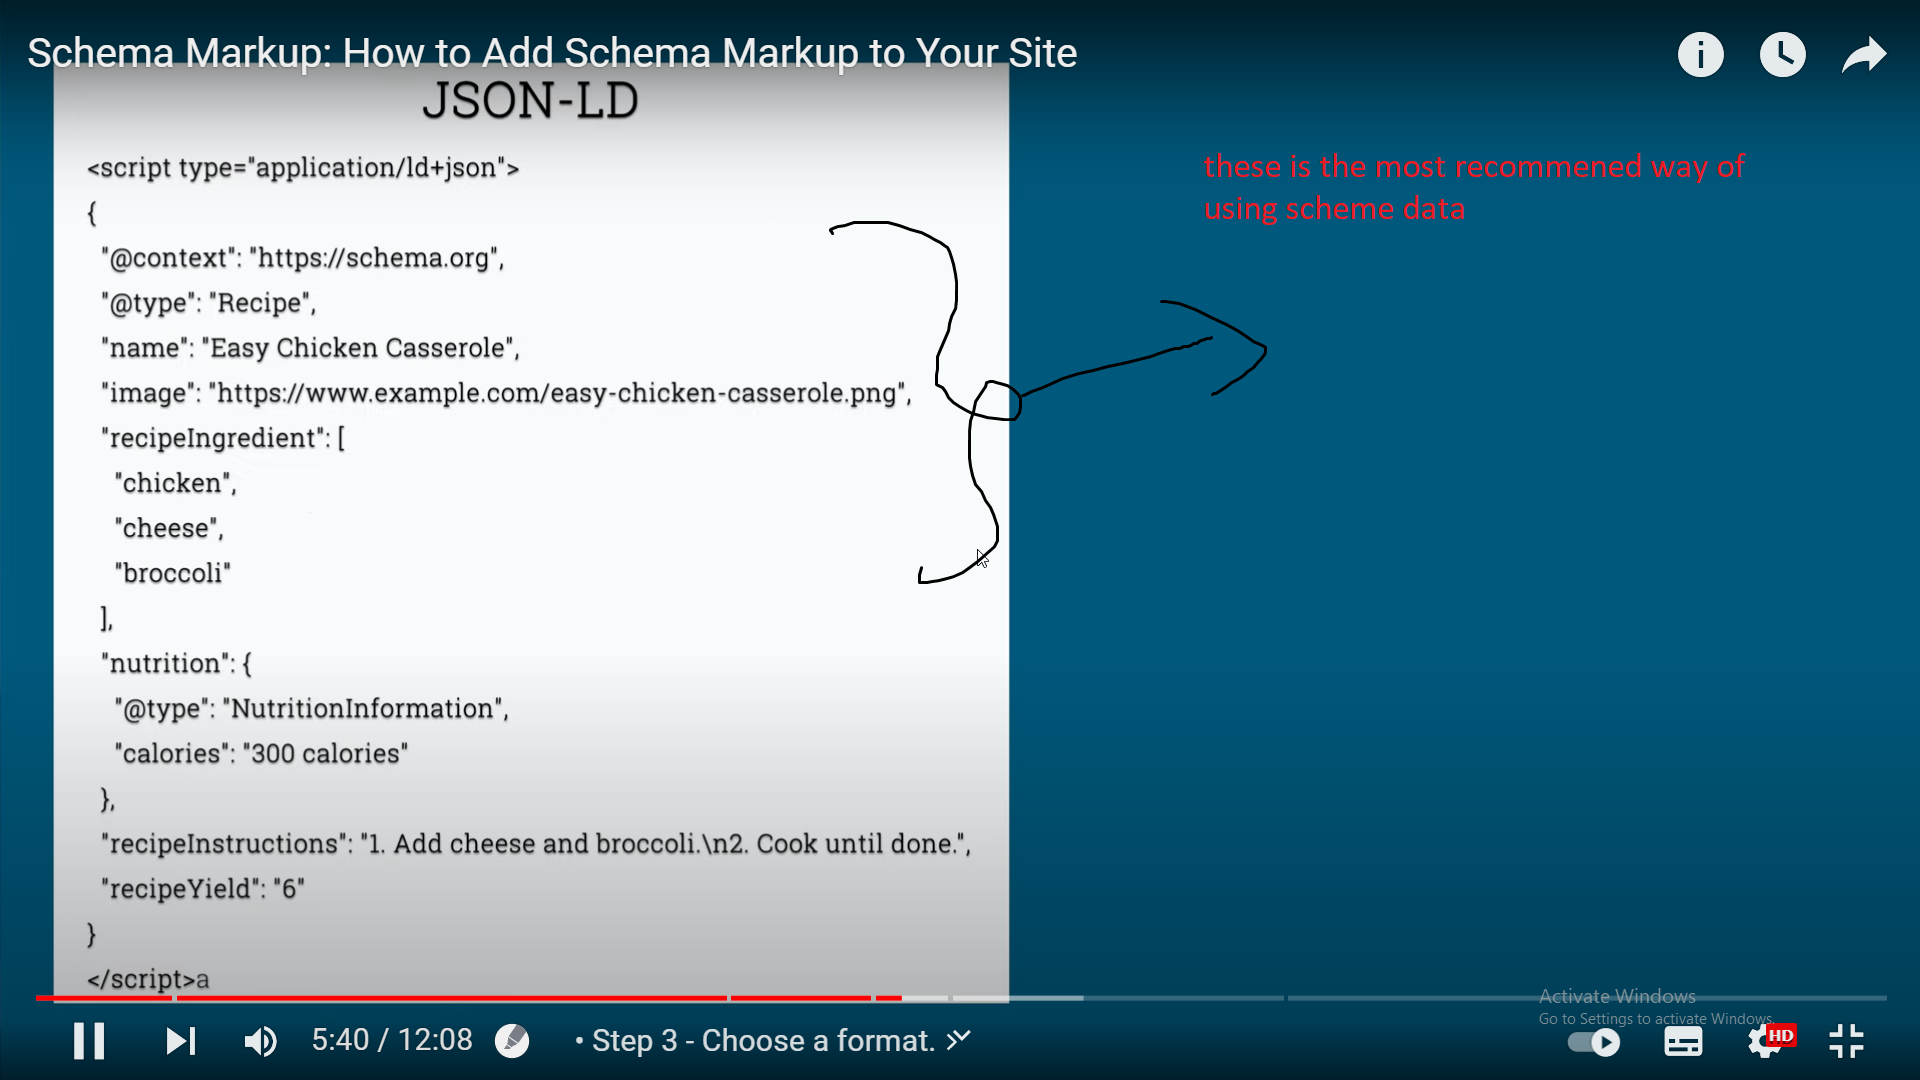 Schema Markup: How to Add Schema Markup to Your Site
JSON-LD
<script type="application/ld+json">
{
"@context": "https://schema.org",
"@type": "Recipe",
"name": "Easy Chicken Casserole",
"image": "https://www.example.com/easy-chicken-casserole.png",
"recipeIngredient": [
"chicken",
"cheese",
"broccoli"
],
"nutrition": {
"@type": "NutritionInformation",
"calories": "300 calories"
},
"recipeInstructions": "1. Add cheese and broccoli.\n2. Cook until done.",
"recipeYield": "6"
}
</script>a
these is the most recommened way of
using scheme data
Activate Windows
Go to Settings to activate Windows.
5:40 / 12:08
• Step 3 - Choose a format.
HD